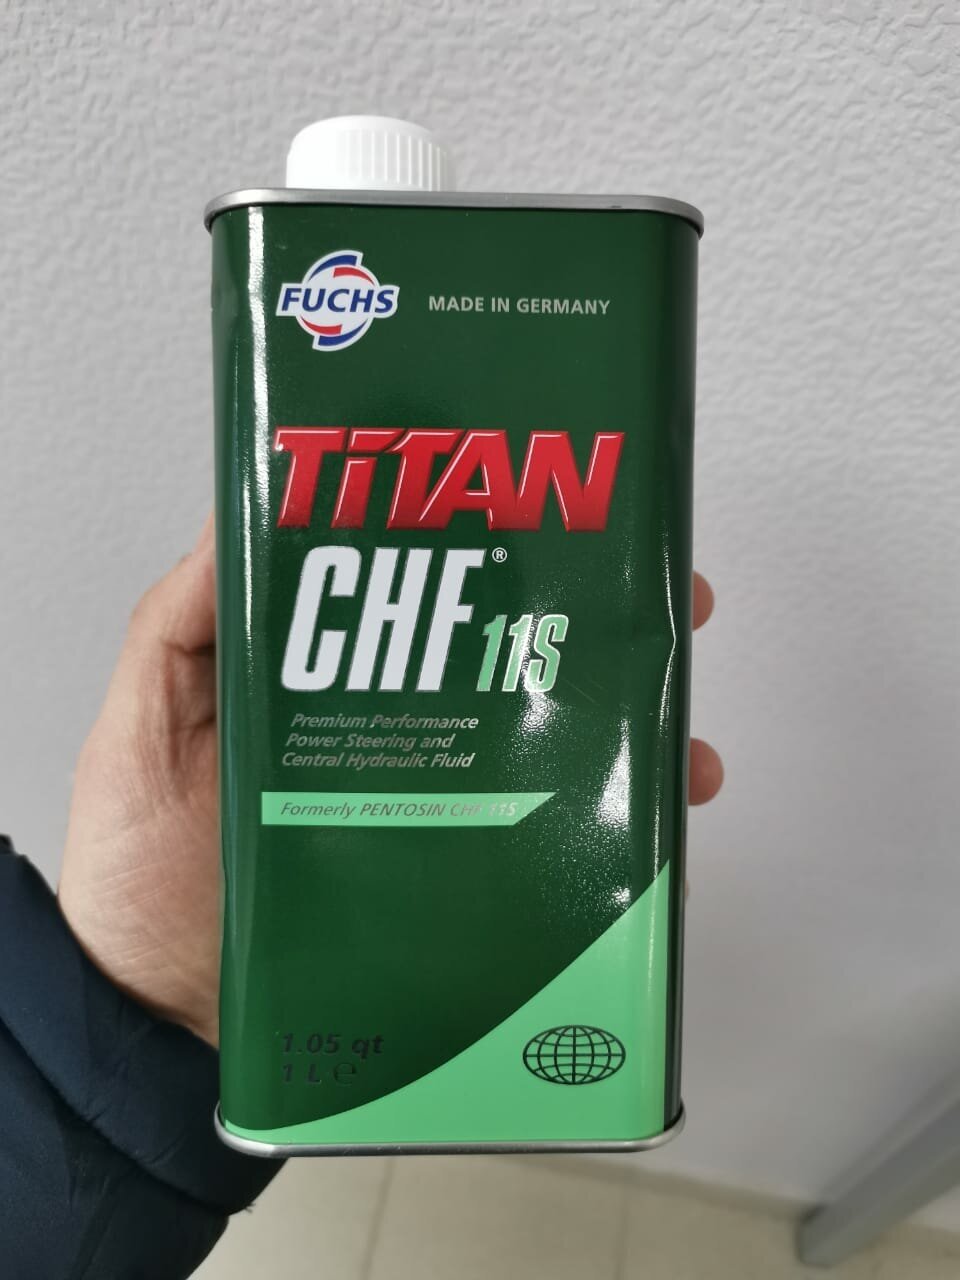 FUCHS
MADE IN GERMANY
TiTAN
CHF® 11S
Premium Performance
Power Steering and
Central Hydraulic Fluid
Formerly PENTOSIN CHF 11S
1.05 qt
1 L ℮